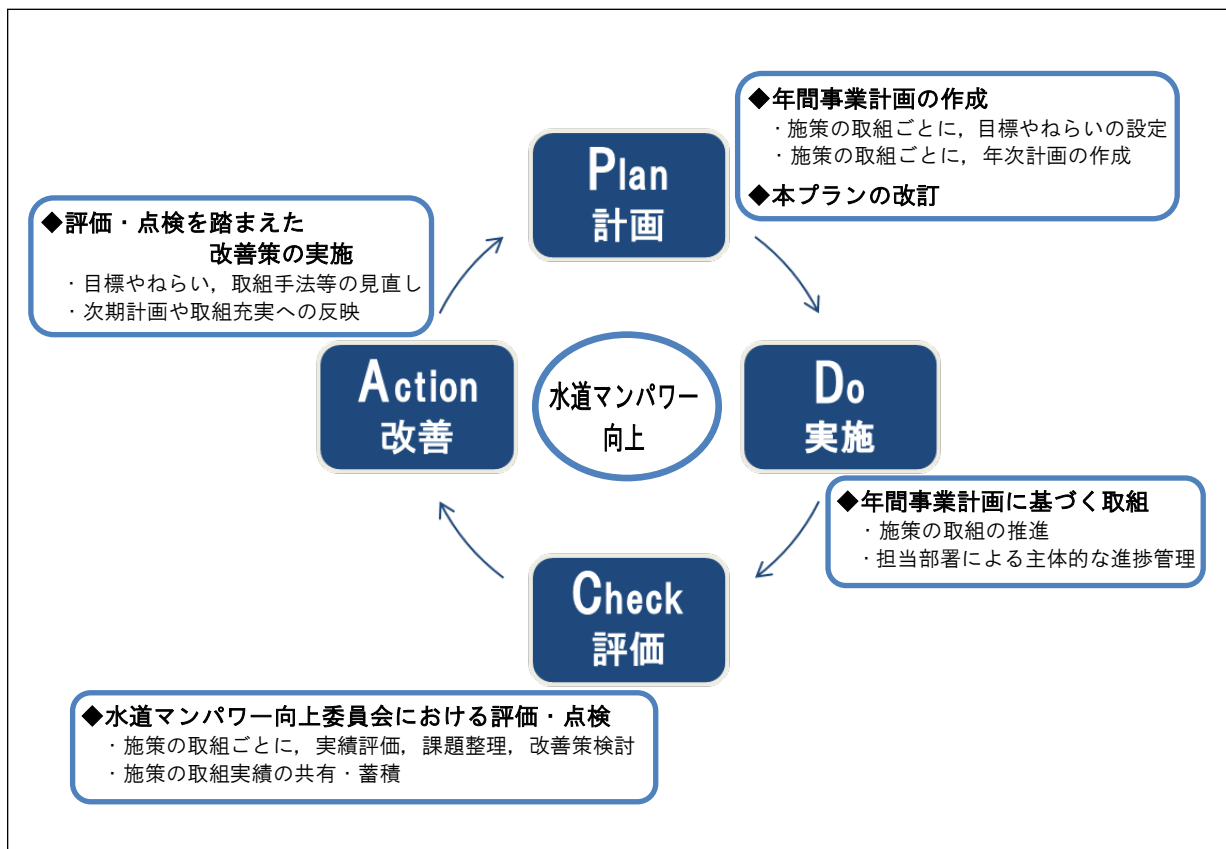 Plan
計画
◆年間事業計画の作成
・施策の取組ごとに，目標やねらいの設定
・施策の取組ごとに，年次計画の作成
◆本プランの改訂
Do
実施
◆年間事業計画に基づく取組
・施策の取組の推進
・担当部署による主体的な進捗管理
Check
評価
◆水道マンパワー向上委員会における評価・点検
・施策の取組ごとに，実績評価，課題整理，改善策検討
・施策の取組実績の共有・蓄積
Action
改善
◆評価・点検を踏まえた
改善策の実施
・目標やねらい，取組手法等の見直し
・次期計画や取組充実への反映
水道マンパワー
向上